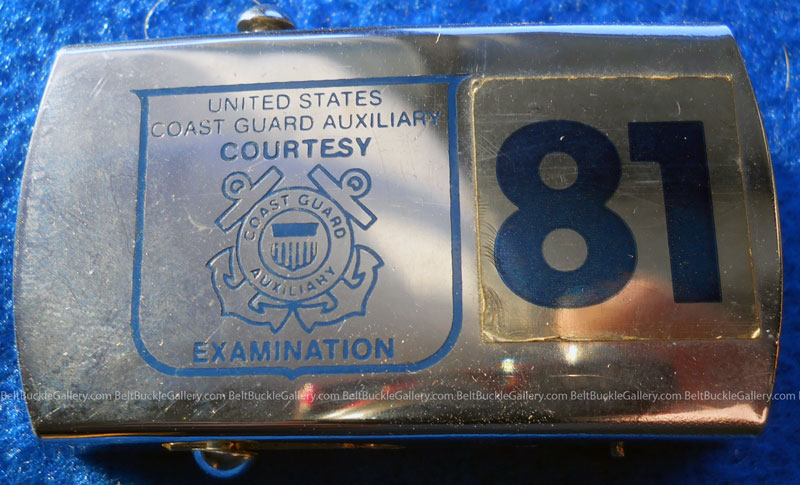 UNITED STATES
COAST GUARD AUXILIARY
COURTESY
COAST GUARD
AUXILIARY
EXAMINATION
81
BeltBuckleGallery.com BeltBuckleGallery.com BeltBuckleGallery.com BeltBuckleGallery.com BeltBuckleGallery.com BeltBuckleGallery.com BeltBuckleGallery.com